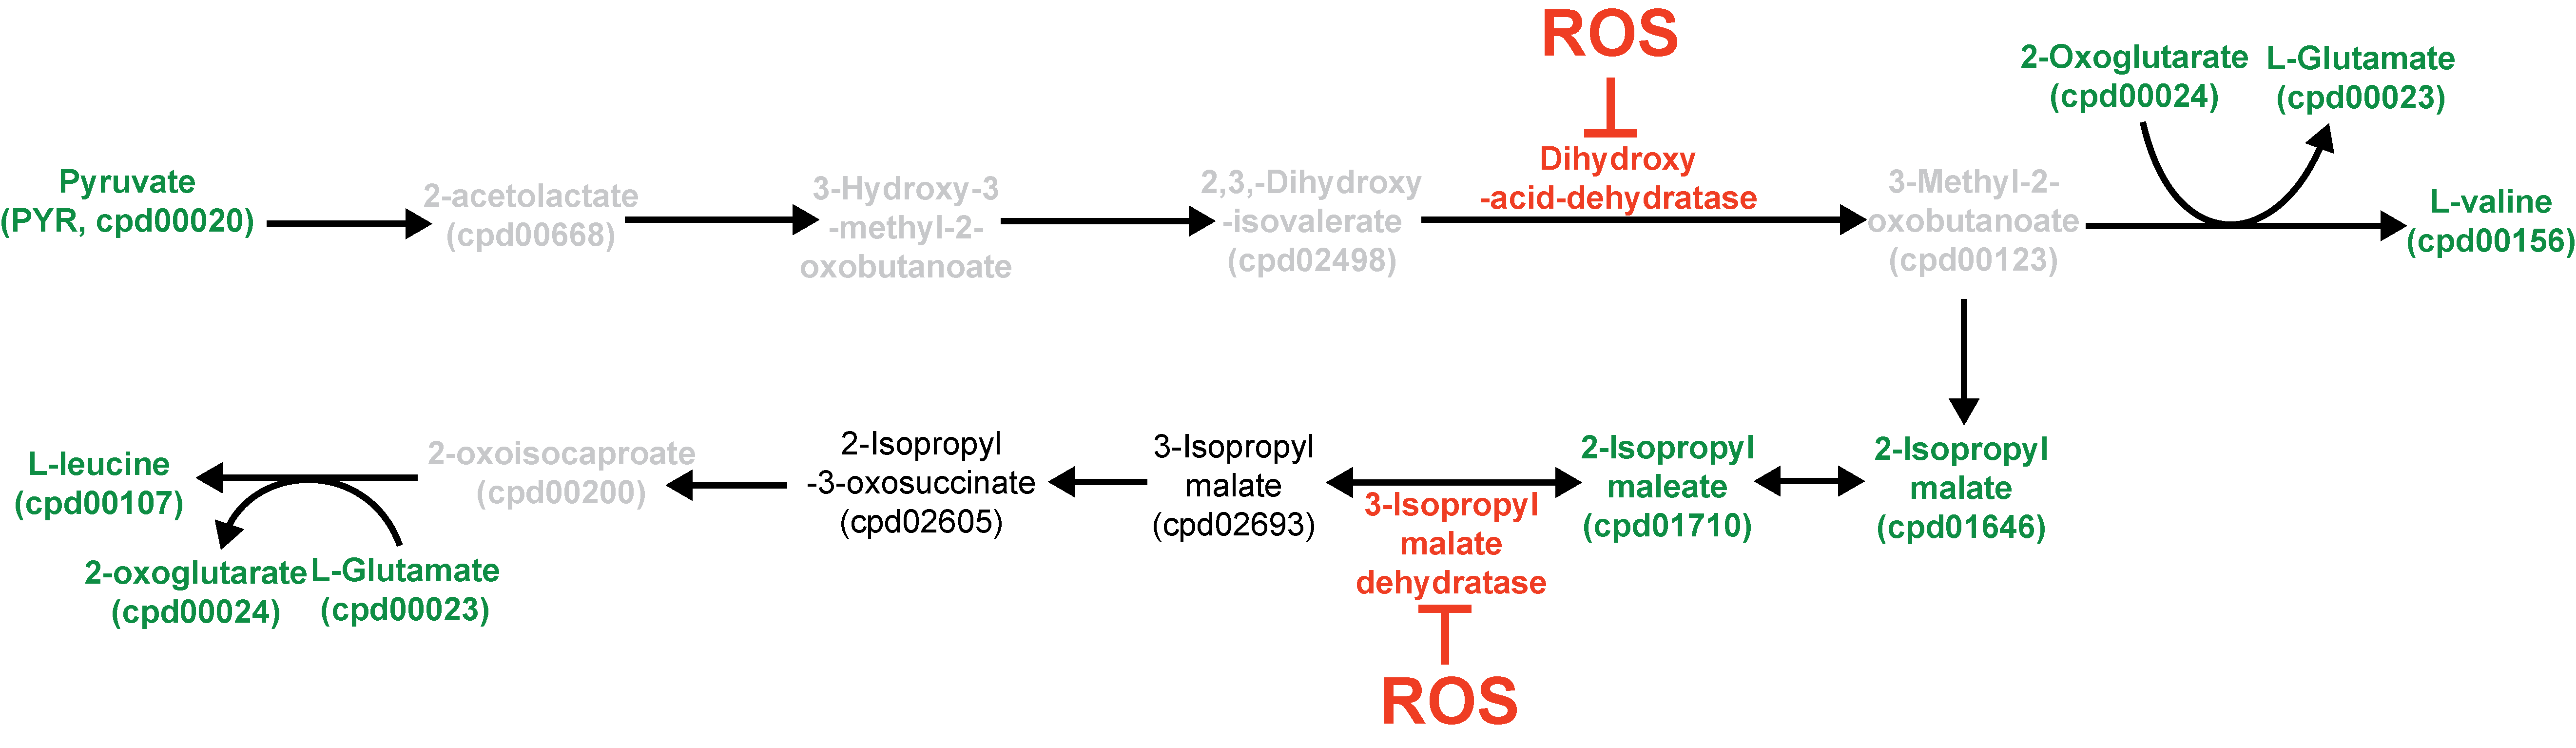 ROS
2-Oxoglutarate
(cpd00024)
L-Glutamate
(cpd00023)
Pyruvate
(PYR, cpd00020)
2-acetolactate
(cpd00668)
3-Hydroxy-3
-methyl-2-
oxobutanoate
2,3,-Dihydroxy
-isovalerate
(cpd02498)
Dihydroxy
-acid-dehydratase
3-Methyl-2-
oxobutanoate
(cpd00123)
L-valine
(cpd00156)
L-leucine
(cpd00107)
2-oxoisocaproate
(cpd00200)
2-Isopropyl
-3-oxosuccinate
(cpd02605)
3-Isopropyl
malate
(cpd02693)
3-Isopropyl
malate
dehydratase
2-Isopropyl
maleate
(cpd01710)
2-Isopropyl
malate
(cpd01646)
2-oxoglutarate
(cpd00024)
L-Glutamate
(cpd00023)
ROS